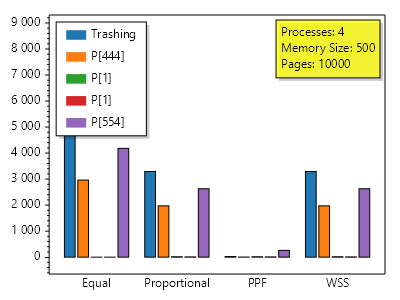 9 000
8 000
7 000
6 000
5 000
4 000
3 000
2 000
1 000
0
Trashing
P[444]
P[1]
P[1]
P[554]
Processes: 4
Memory Size: 500
Pages: 10000
Equal Proportional PPF WSS